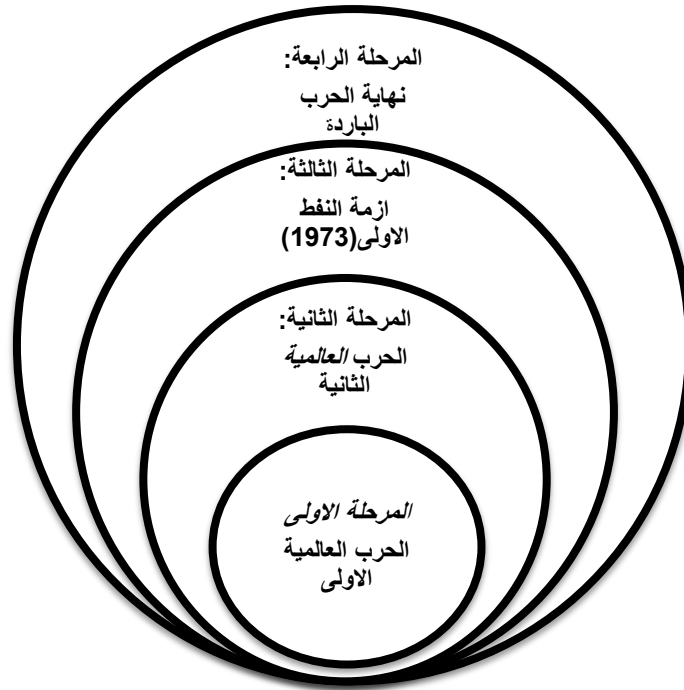 المرحلة الرابعة:
نهاية الحرب
الباردة
المرحلة الثالثة:
ازمة النفط
الاولى(1973)
المرحلة الثانية:
الحرب العالمية
الثانية
المرحلة الاولى
الحرب العالمية
الاولى